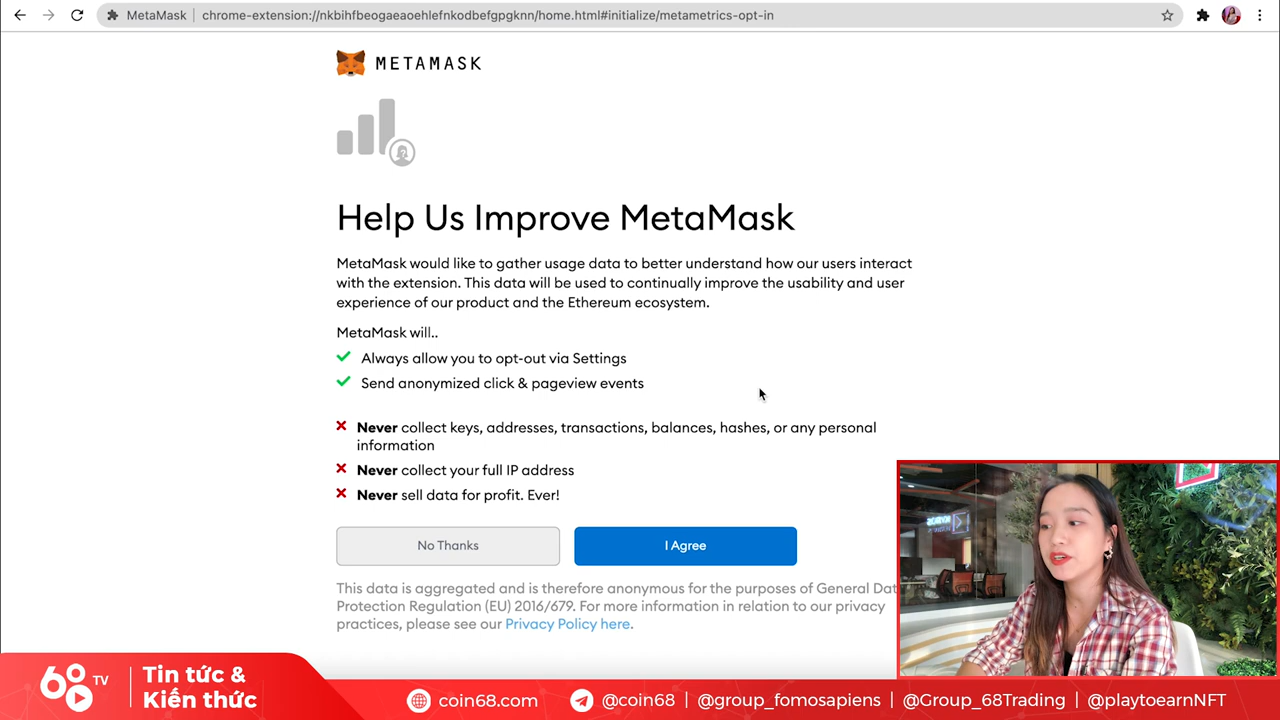 MetaMask
chrome-extension://nkbihfbeogaeaoehlefnkodbefgpgknn/home.html#initialize/metametrics-opt-in
METAMASK
Help Us Improve MetaMask
MetaMask would like to gather usage data to better understand how our users interact
with the extension. This data will be used to continually improve the usability and user
experience of our product and the Ethereum ecosystem.
MetaMask will..
Always allow you to opt-out via Settings
Send anonymized click & pageview events
Never collect keys, addresses, transactions, balances, hashes, or any personal
information
Never collect your full IP address
Never sell data for profit. Ever!
No Thanks
I Agree
This data is aggregated and is therefore anonymous for the purposes of General Dat
Protection Regulation (EU) 2016/679. For more information in relation to our privacy
practices, please see our Privacy Policy here.
68 TV
Tin tức &
Kiến thức
coin68.com
@coin68 | @group_fomosapiens | @Group_68Trading | @playtoearnNFT